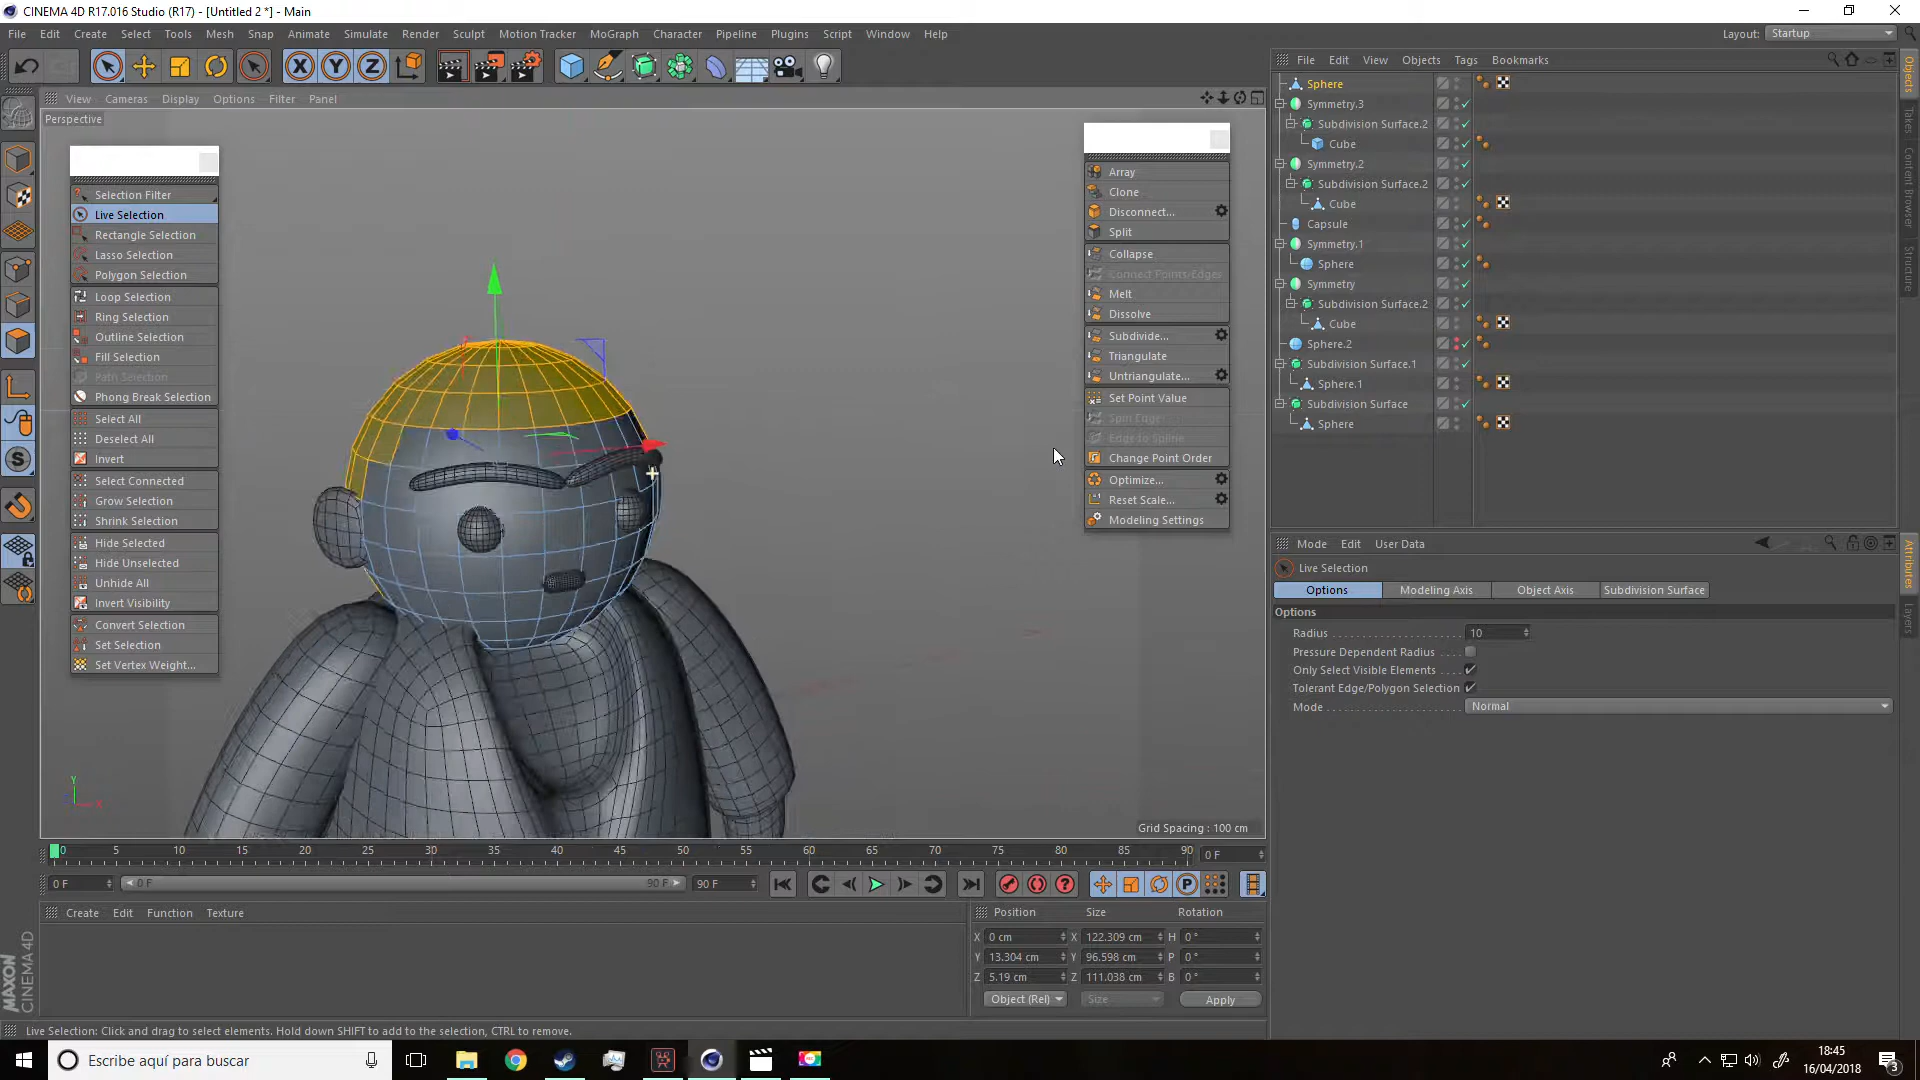 CINEMA 4D R17.016 Studio (R17) - [Untitled 2 *] - Main
File Edit Create Select Tools Mesh Snap Animate Simulate Render Sculpt Motion Tracker MoGraph Character Pipeline Plugins Script Window Help
Layout: Startup
View Cameras Display Options Filter Panel
Perspective
Selection Filter
Live Selection
Rectangle Selection
Lasso Selection
Polygon Selection
Loop Selection
Ring Selection
Outline Selection
Fill Selection
Path Selection
Phong Break Selection
Select All
Deselect All
Invert
Select Connected
Grow Selection
Shrink Selection
Hide Selected
Hide Unselected
Unhide All
Invert Visibility
Convert Selection
Set Selection
Set Vertex Weight...
Array
Clone
Disconnect...
Split
Collapse
Connect Points-Edges
Melt
Dissolve
Subdivide...
Triangulate
Untriangulate...
Set Point Value
Spin Edge
Edge to Spline
Change Point Order
Optimize...
Reset Scale...
Modeling Settings
Y
X
Grid Spacing : 100 cm
File Edit View Objects Tags Bookmarks
Sphere
Symmetry.3
Subdivision Surface.2
Cube
Symmetry.2
Subdivision Surface.2
Cube
Capsule
Symmetry.1
Sphere
Symmetry
Subdivision Surface.2
Cube
Sphere.2
Subdivision Surface.1
Sphere.1
Subdivision Surface
Sphere
Objects
Takes
Content Browser
Structure
Mode Edit User Data
Live Selection
Options Modeling Axis Object Axis Subdivision Surface
Options
Radius 10
Pressure Dependent Radius
Only Select Visible Elements
Tolerant Edge/Polygon Selection
Mode Normal
Attributes
Layers
0 5 10 15 20 25 30 35 40 45 50 55 60 65 70 75 80 85 90 0 F
0 F 0 F 90 F 90 F
Create Edit Function Texture
Position Size Rotation
X 0 cm X 122.309 cm H 0 °
Y 13.304 cm Y 96.598 cm P 0 °
Z 5.19 cm Z 111.038 cm B 0 °
Object (Rel) Size Apply
MAXON CINEMA 4D
Live Selection: Click and drag to select elements. Hold down SHIFT to add to the selection, CTRL to remove.
Escribe aquí para buscar
18:45
16/04/2018
3